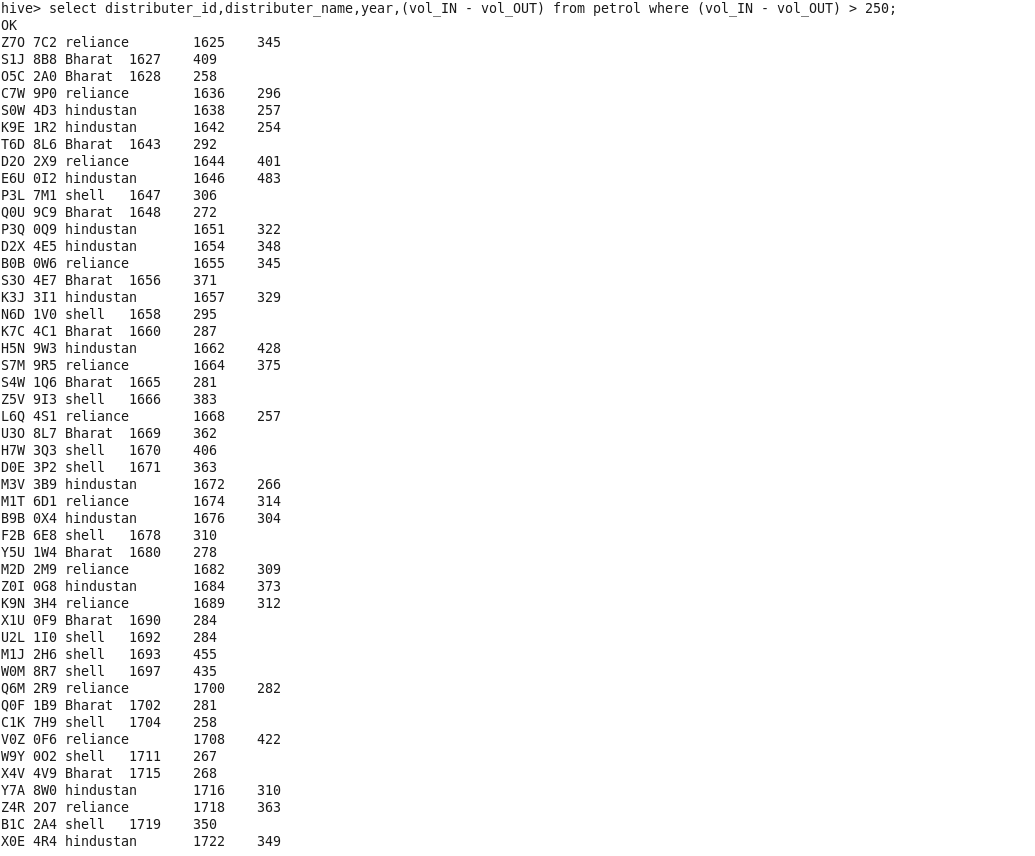 hive> select distributer_id,distributer_name,year,(vol_IN - vol_OUT) from petrol where (vol_IN - vol_OUT) > 250;
OK
Z7O 7C2 reliance 1625 345
S1J 8B8 Bharat 1627 409
O5C 2A0 Bharat 1628 258
C7W 9P0 reliance 1636 296
S0W 4D3 hindustan 1638 257
K9E 1R2 hindustan 1642 254
T6D 8L6 Bharat 1643 292
D2O 2X9 reliance 1644 401
E6U 0I2 hindustan 1646 483
P3L 7M1 shell 1647 306
Q0U 9C9 Bharat 1648 272
P3Q 0Q9 hindustan 1651 322
D2X 4E5 hindustan 1654 348
B0B 0W6 reliance 1655 345
S3O 4E7 Bharat 1656 371
K3J 3I1 hindustan 1657 329
N6D 1V0 shell 1658 295
K7C 4C1 Bharat 1660 287
H5N 9W3 hindustan 1662 428
S7M 9R5 reliance 1664 375
S4W 1Q6 Bharat 1665 281
Z5V 9I3 shell 1666 383
L6Q 4S1 reliance 1668 257
U3O 8L7 Bharat 1669 362
H7W 3Q3 shell 1670 406
D0E 3P2 shell 1671 363
M3V 3B9 hindustan 1672 266
M1T 6D1 reliance 1674 314
B9B 0X4 hindustan 1676 304
F2B 6E8 shell 1678 310
Y5U 1W4 Bharat 1680 278
M2D 2M9 reliance 1682 309
Z0I 0G8 hindustan 1684 373
K9N 3H4 reliance 1689 312
X1U 0F9 Bharat 1690 284
U2L 1I0 shell 1692 284
M1J 2H6 shell 1693 455
W0M 8R7 shell 1697 435
Q6M 2R9 reliance 1700 282
Q0F 1B9 Bharat 1702 281
C1K 7H9 shell 1704 258
V0Z 0F6 reliance 1708 422
W9Y 0O2 shell 1711 267
X4V 4V9 Bharat 1715 268
Y7A 8W0 hindustan 1716 310
Z4R 2O7 reliance 1718 363
B1C 2A4 shell 1719 350
X0E 4R4 hindustan 1722 349